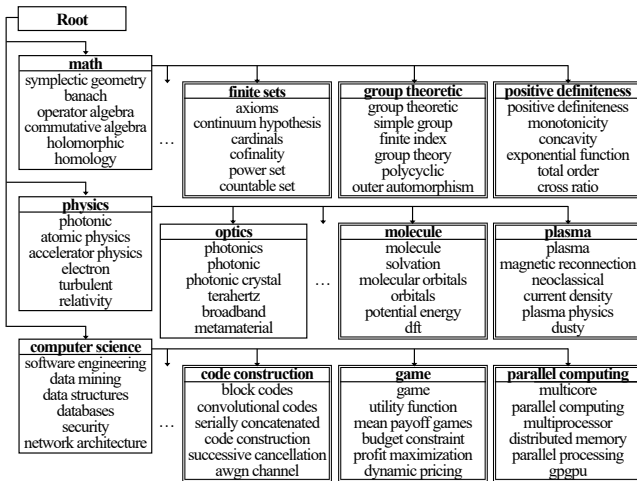 Root
math
symplectic geometry
banach
operator algebra
commutative algebra
holomorphic
homology
...
finite sets
axioms
continuum hypothesis
cardinals
cofinality
power set
countable set
group theoretic
group theoretic
simple group
finite index
group theory
polycyclic
outer automorphism
positive definiteness
positive definiteness
monotonicity
concavity
exponential function
total order
cross ratio
physics
photonic
atomic physics
accelerator physics
electron
turbulent
relativity
optics
photonics
photonic
photonic crystal
terahertz
broadband
metamaterial
...
molecule
molecule
solvation
molecular orbitals
orbitals
potential energy
dft
plasma
plasma
magnetic reconnection
neoclassical
current density
plasma physics
dusty
computer science
software engineering
data mining
data structures
databases
security
network architecture
...
code construction
block codes
convolutional codes
serially concatenated
code construction
successive cancellation
awgn channel
game
game
utility function
mean payoff games
budget constraint
profit maximization
dynamic pricing
parallel computing
multicore
parallel computing
multiprocessor
distributed memory
parallel processing
gpgpu